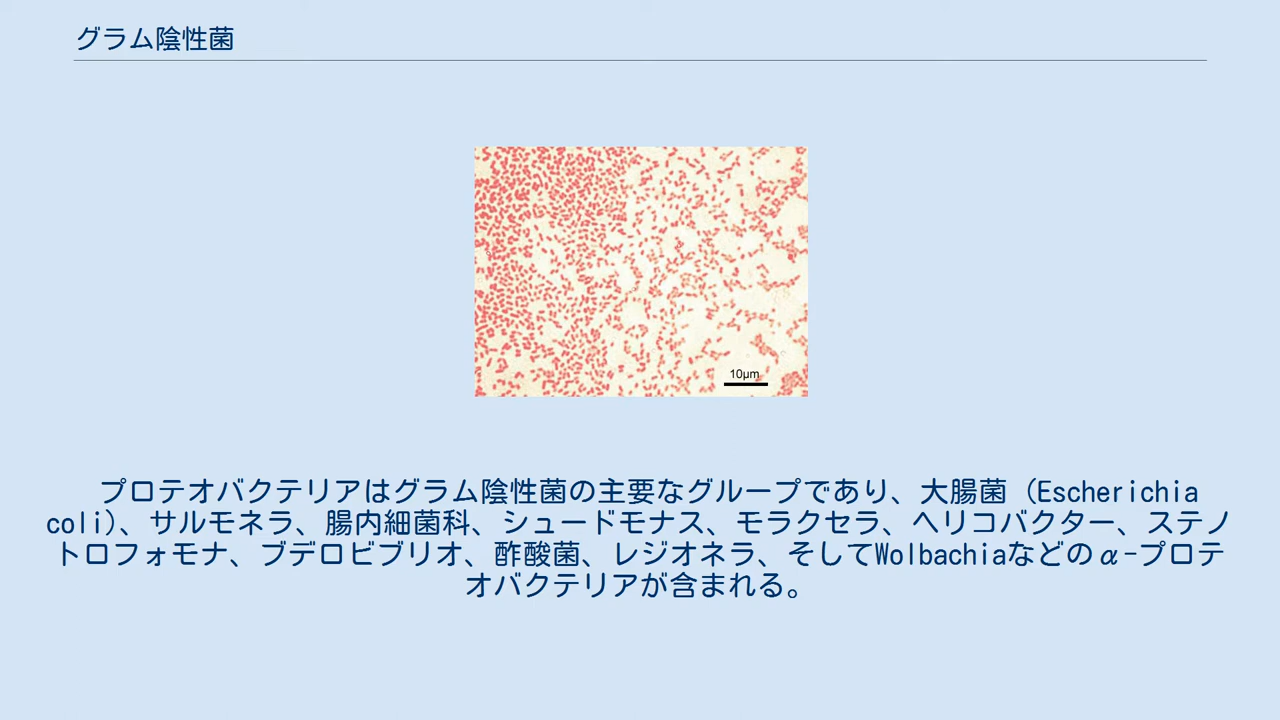 グラム陰性菌
10µm
プロテオバクテリアはグラム陰性菌の主要なグループであり、大腸菌（Escherichia
coli)、サルモネラ、腸内細菌科、シュードモナス、モラクセラ、ヘリコバクター、ステノ
トロフォモナ、ブデロビブリオ、酢酸菌、レジオネラ、そしてWolbachiaなどのα-プロテ
オバクテリアが含まれる。